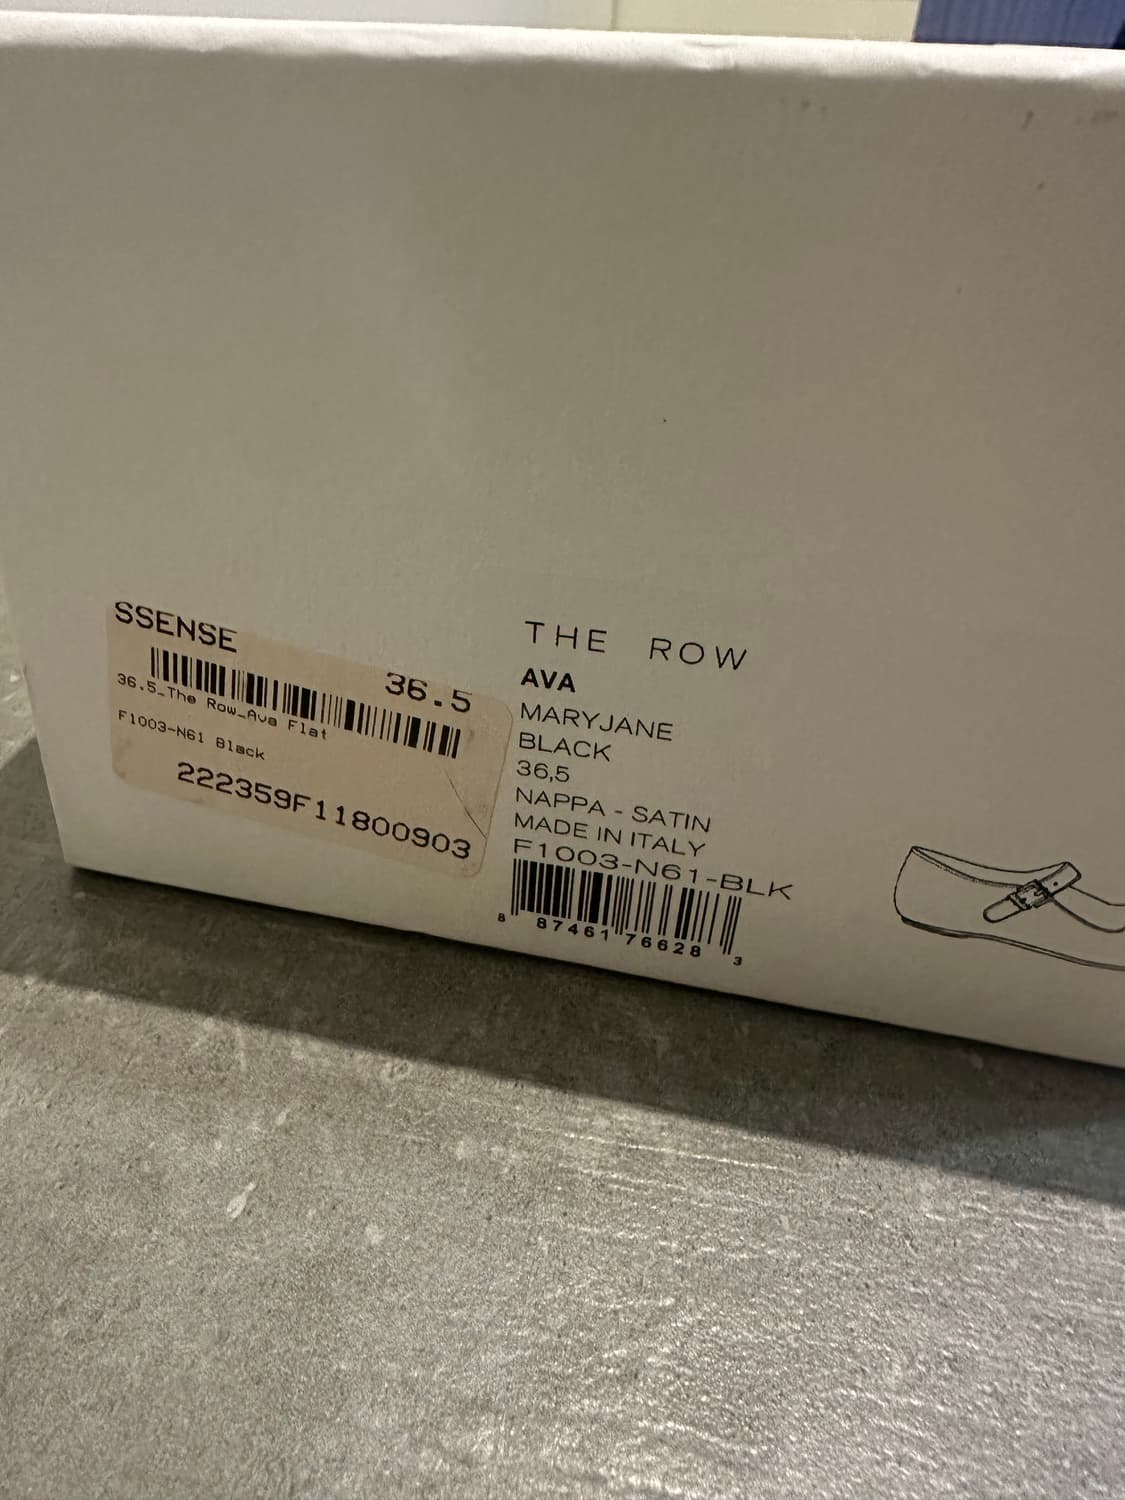 SSENSE
36.5
36.5_The Row_Ava Flat
F1003-N61 Black
222359F11800903
THE ROW
AVA
MARYJANE
BLACK
36,5
NAPPA - SATIN
MADE IN ITALY
F1003-N61-BLK
8 87461 76628 3